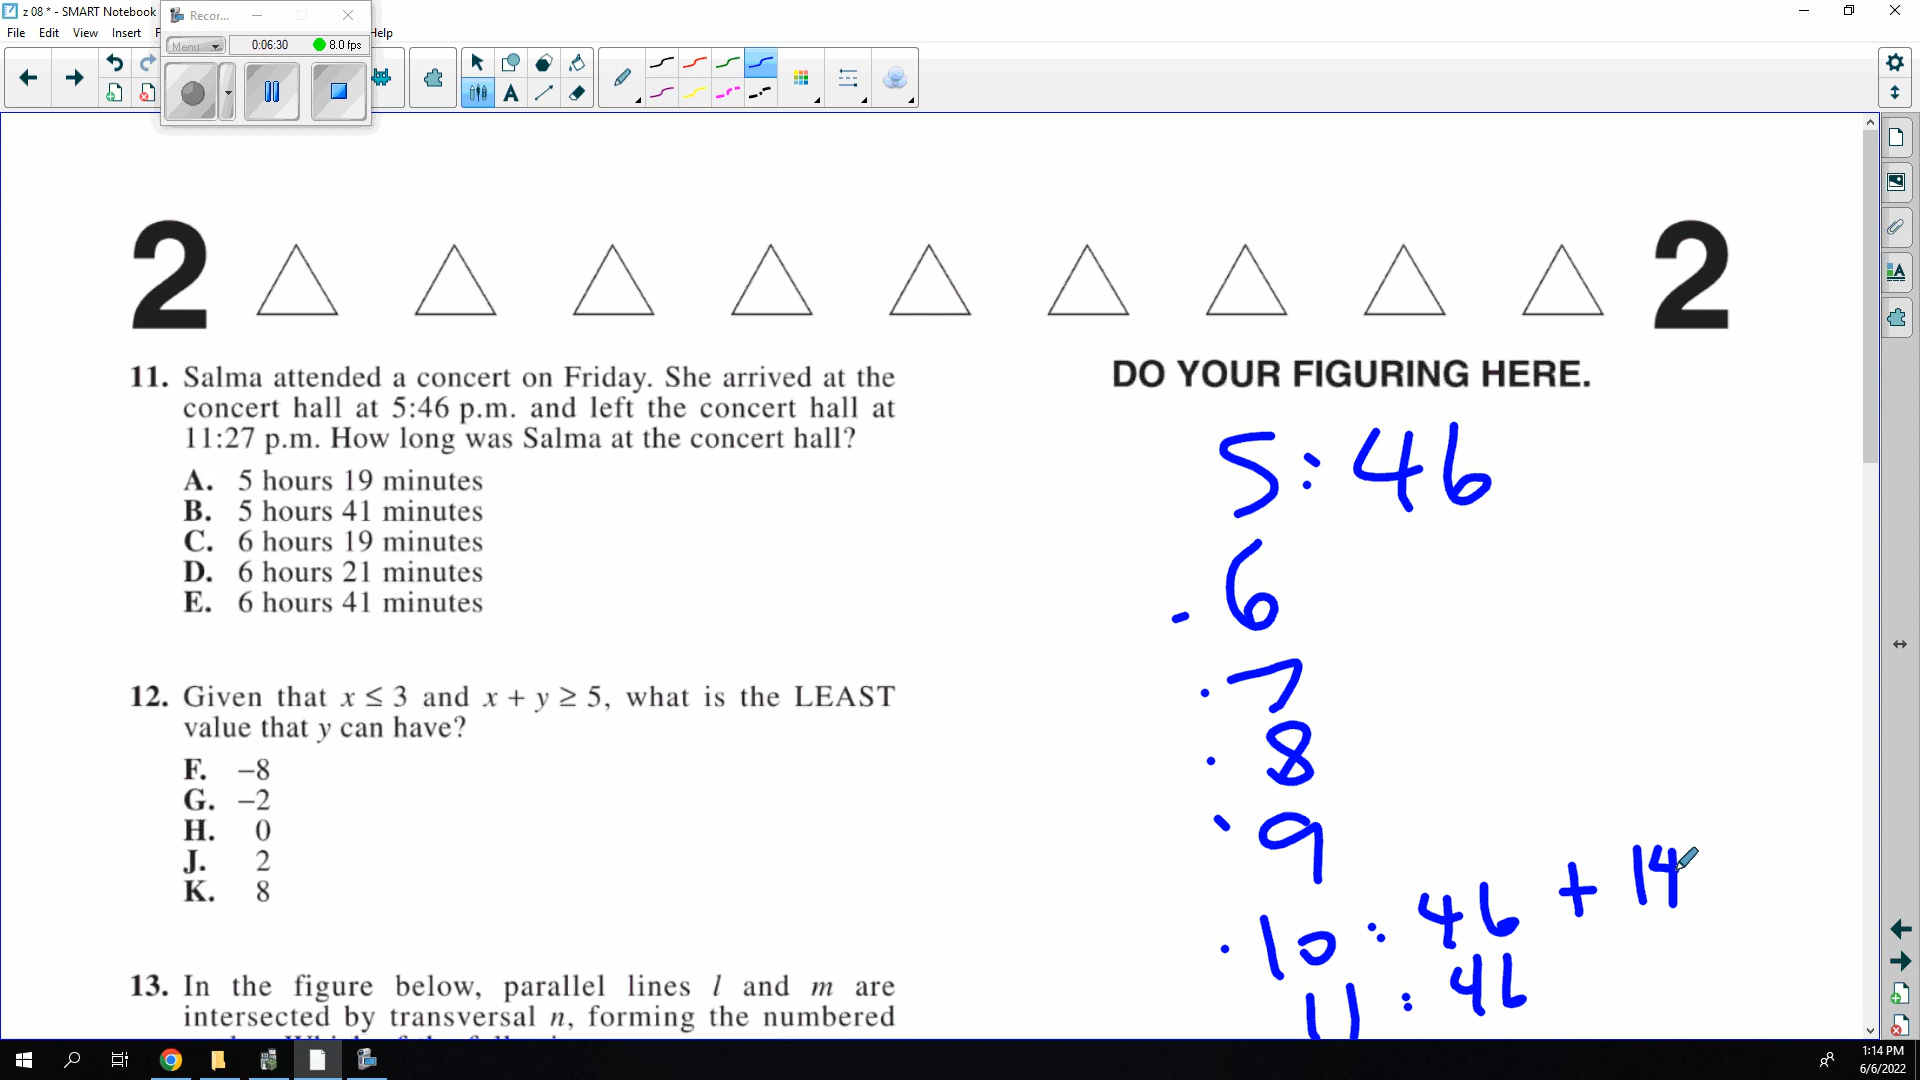 z 08 * - SMART Notebook
Recor...
File Edit View Insert
Help
Menu
0:06:30
8.0 fps
2 2
11. Salma attended a concert on Friday. She arrived at the
concert hall at 5:46 p.m. and left the concert hall at
11:27 p.m. How long was Salma at the concert hall?
A. 5 hours 19 minutes
B. 5 hours 41 minutes
C. 6 hours 19 minutes
D. 6 hours 21 minutes
E. 6 hours 41 minutes
12. Given that x ≤ 3 and x + y ≥ 5, what is the LEAST
value that y can have?
F. –8
G. –2
H. 0
J. 2
K. 8
13. In the figure below, parallel lines l and m are
intersected by transversal n, forming the numbered
DO YOUR FIGURING HERE.
5:46
6
7
8
9
10:46 + 14
11:46
1:14 PM
6/6/2022